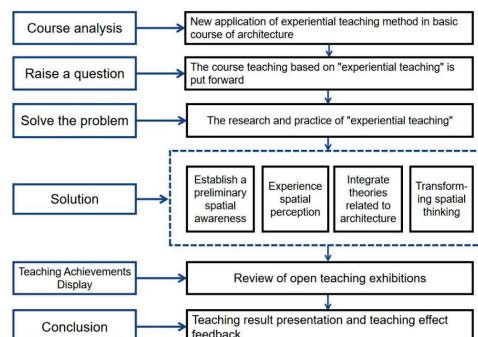 Course analysis
New application of experiential teaching method in basic
course of architecture
Raise a question
The course teaching based on "experiential teaching" is
put forward
Solve the problem
The research and practice of "experiential teaching"
Solution
Establish a
preliminary
spatial
awareness
Experience
spatial
perception
Integrate
theories
related to
architecture
Transform-
ing spatial
thinking
Teaching Achievements
Display
Review of open teaching exhibitions
Conclusion
Teaching result presentation and teaching effect
feedback